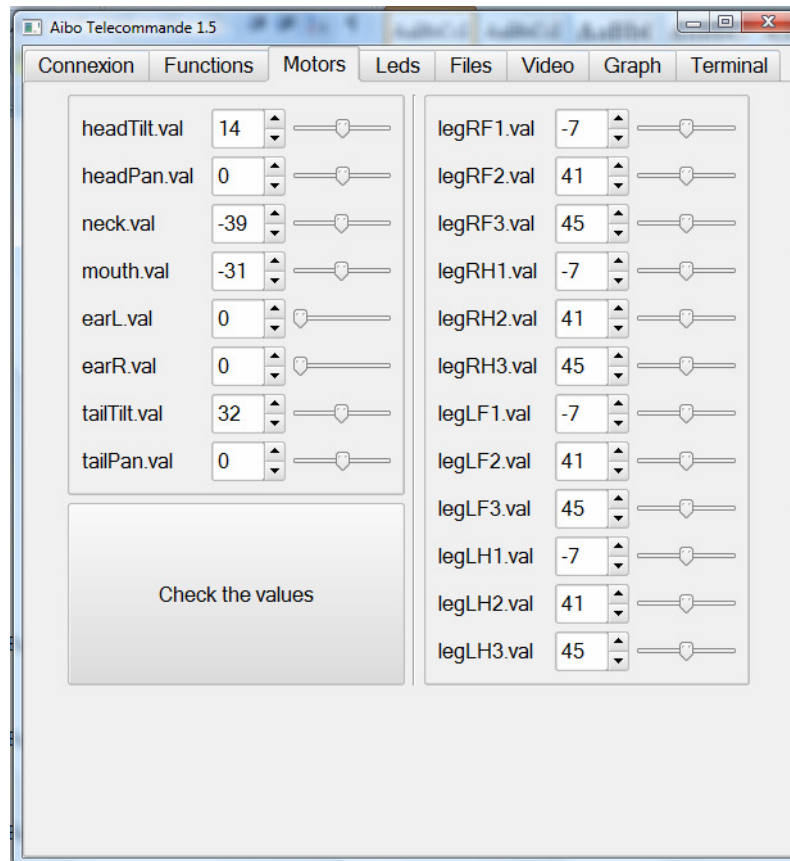 Aibo Telecommande 1.5
Connexion Functions Motors Leds Files Video Graph Terminal
headTilt.val 14
headPan.val 0
neck.val -39
mouth.val -31
earL.val 0
earR.val 0
tailTilt.val 32
tailPan.val 0
Check the values
legRF1.val -7
legRF2.val 41
legRF3.val 45
legRH1.val -7
legRH2.val 41
legRH3.val 45
legLF1.val -7
legLF2.val 41
legLF3.val 45
legLH1.val -7
legLH2.val 41
legLH3.val 45